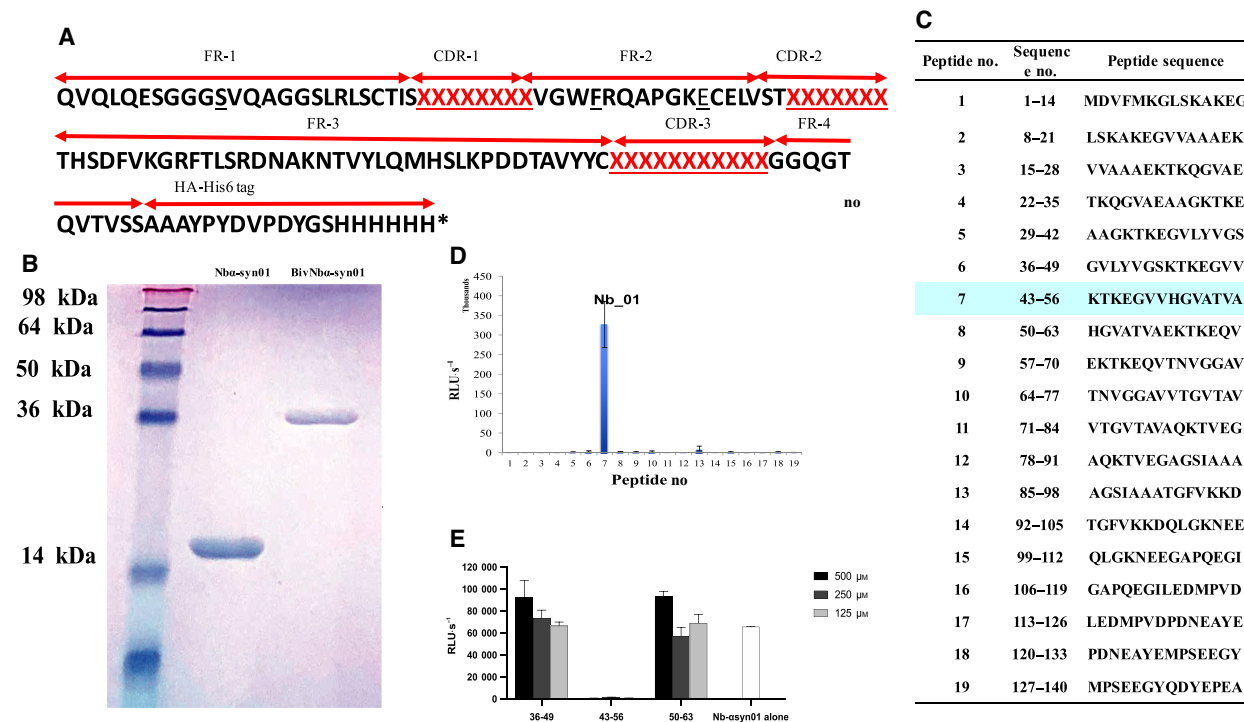 A
FR-1 CDR-1 FR-2 CDR-2
QVQLQESGGGSVQAGGSLRLSCTISXXXXXXXXVGWFRQAPGKECELVSTXXXXXXX
FR-3 CDR-3 FR-4
THSDFVKGRFTLSRDNAKNTVYLQMHSLKPDDTAVYYCXXXXXXXXXXXGGQGT
HA-His6 tag
no
QVTVSSAAAYPYDVPDYGSHHHHHH*
B
Nbα-syn01 BivNbα-syn01
98 kDa
64 kDa
50 kDa
36 kDa
14 kDa
C
Peptide no. Sequenc e no. Peptide sequence
1 1–14 MDVFMKGLSKAKEG
2 8–21 LSKAKEGVVAAAEK
3 15–28 VVAAAEKTKQGVAE
4 22–35 TKQGVAEAAGKTKE
5 29–42 AAGKTKEGVLYVGS
6 36–49 GVLYVGSKTKEGVV
7 43–56 KTKEGVVHGVATVA
8 50–63 HGVATVAEKTKEQV
9 57–70 EKTKEQVTNVGGAV
10 64–77 TNVGGAVVTGVTAV
11 71–84 VTGVTAVAQKTVEG
12 78–91 AQKTVEGAGSIAAA
13 85–98 AGSIAAATGFVKKD
14 92–105 TGFVKKDQLGKNEE
15 99–112 QLGKNEEGAPQEGI
16 106–119 GAPQEGILEDMPVD
17 113–126 LEDMPVDPDNEAYE
18 120–133 PDNEAYEMPSEEGY
19 127–140 MPSEEGYQDYEPEA
D
Thousands
RLU·s⁻¹
450
400
350
300
250
200
150
100
50
0
Nb_01
1 2 3 4 5 6 7 8 9 10 11 12 13 14 15 16 17 18 19
Peptide no
E
RLU·s⁻¹
120 000
100 000
80 000
60 000
40 000
20 000
0
500 μM
250 μM
125 μM
36-49 43-56 50-63 Nb-αsyn01 alone